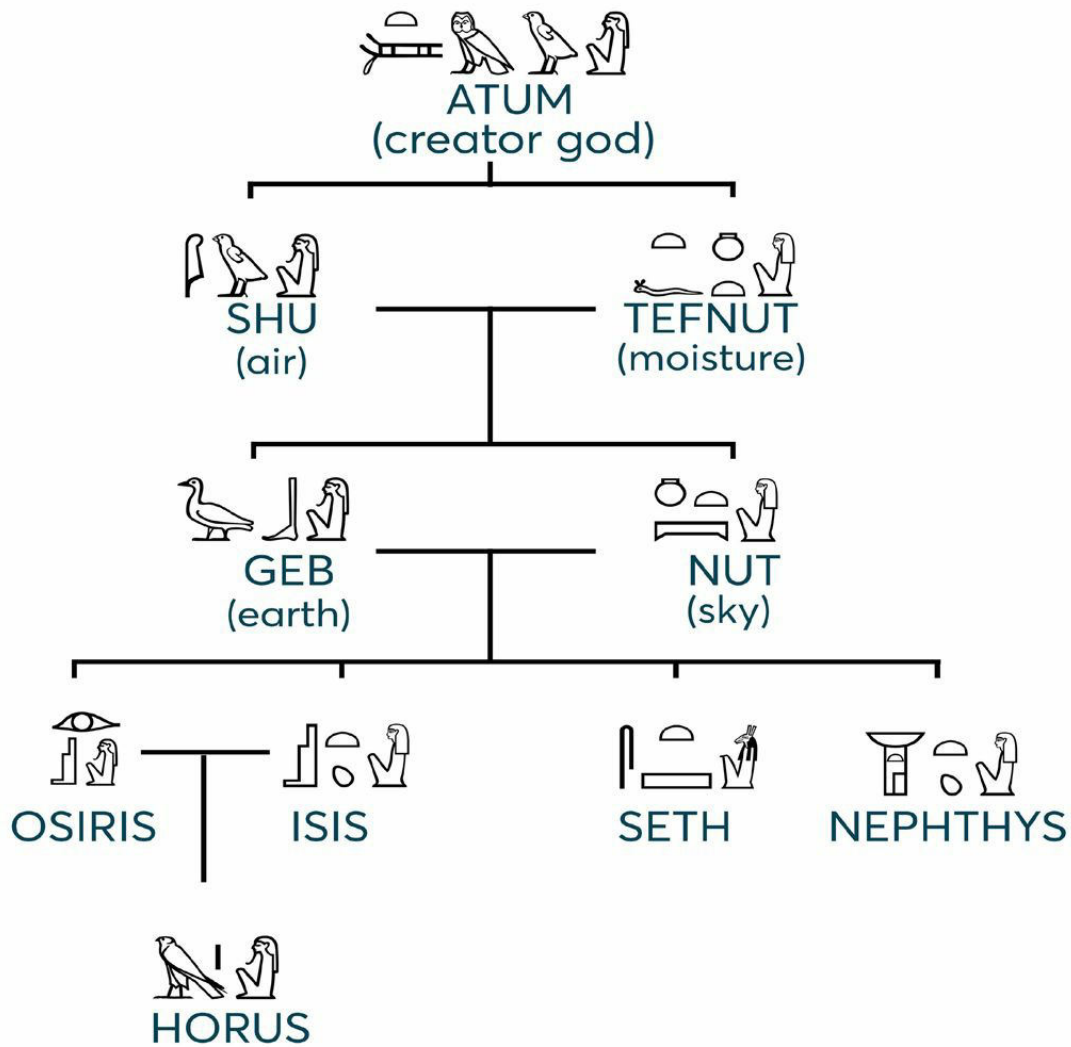 ATUM
(creator god)
SHU TEFNUT
(air) (moisture)
GEB NUT
(earth) (sky)
OSIRIS ISIS SETH NEPHTHYS
HORUS